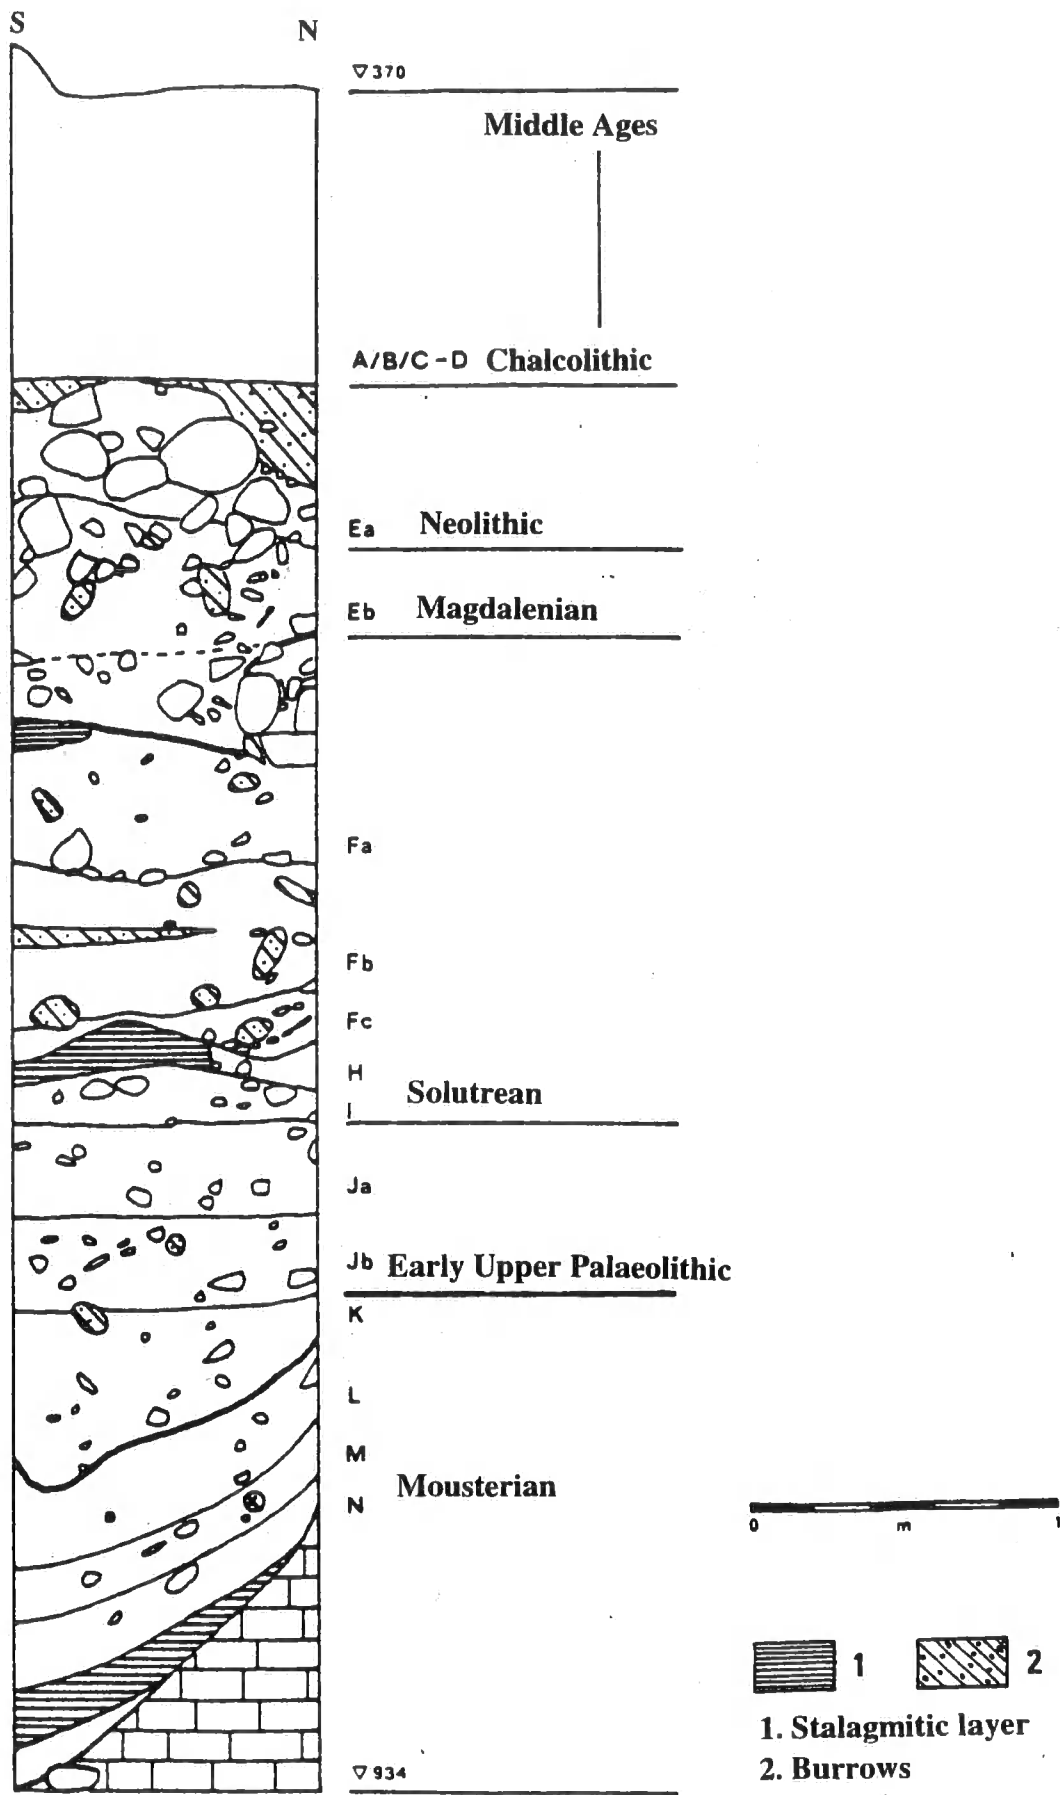 S
N
▽370
Middle Ages
A/B/C-D Chalcolithic
Ea Neolithic
Eb Magdalenian
Fa
Fb
Fc
H
Solutrean
I
Ja
Jb Early Upper Palaeolithic
K
L
M
Mousterian
N
0 m 1
1 2
1. Stalagmitic layer
2. Burrows
▽934